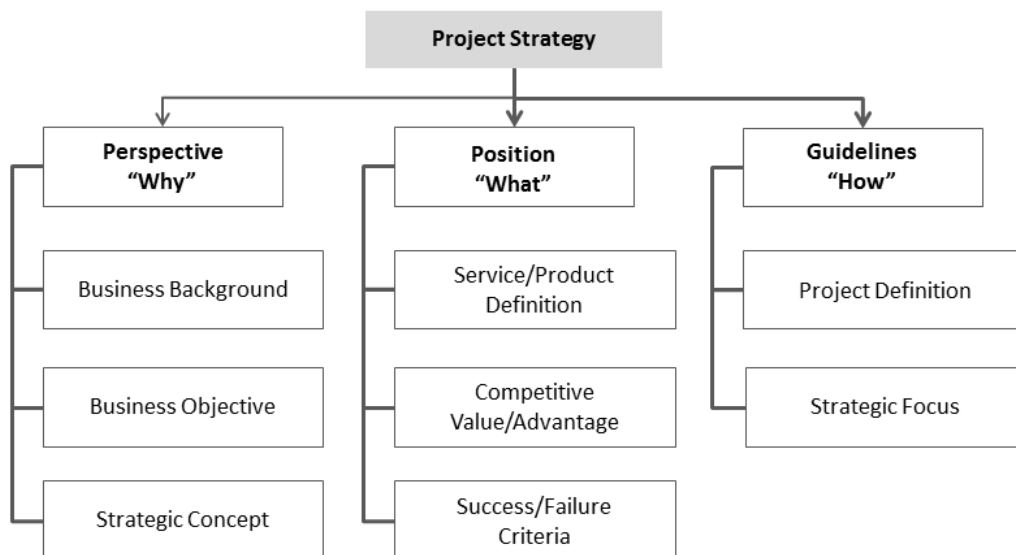 Project Strategy
Perspective
“Why”
Business Background
Business Objective
Strategic Concept
Position
“What”
Service/Product
Definition
Competitive
Value/Advantage
Success/Failure
Criteria
Guidelines
“How”
Project Definition
Strategic Focus